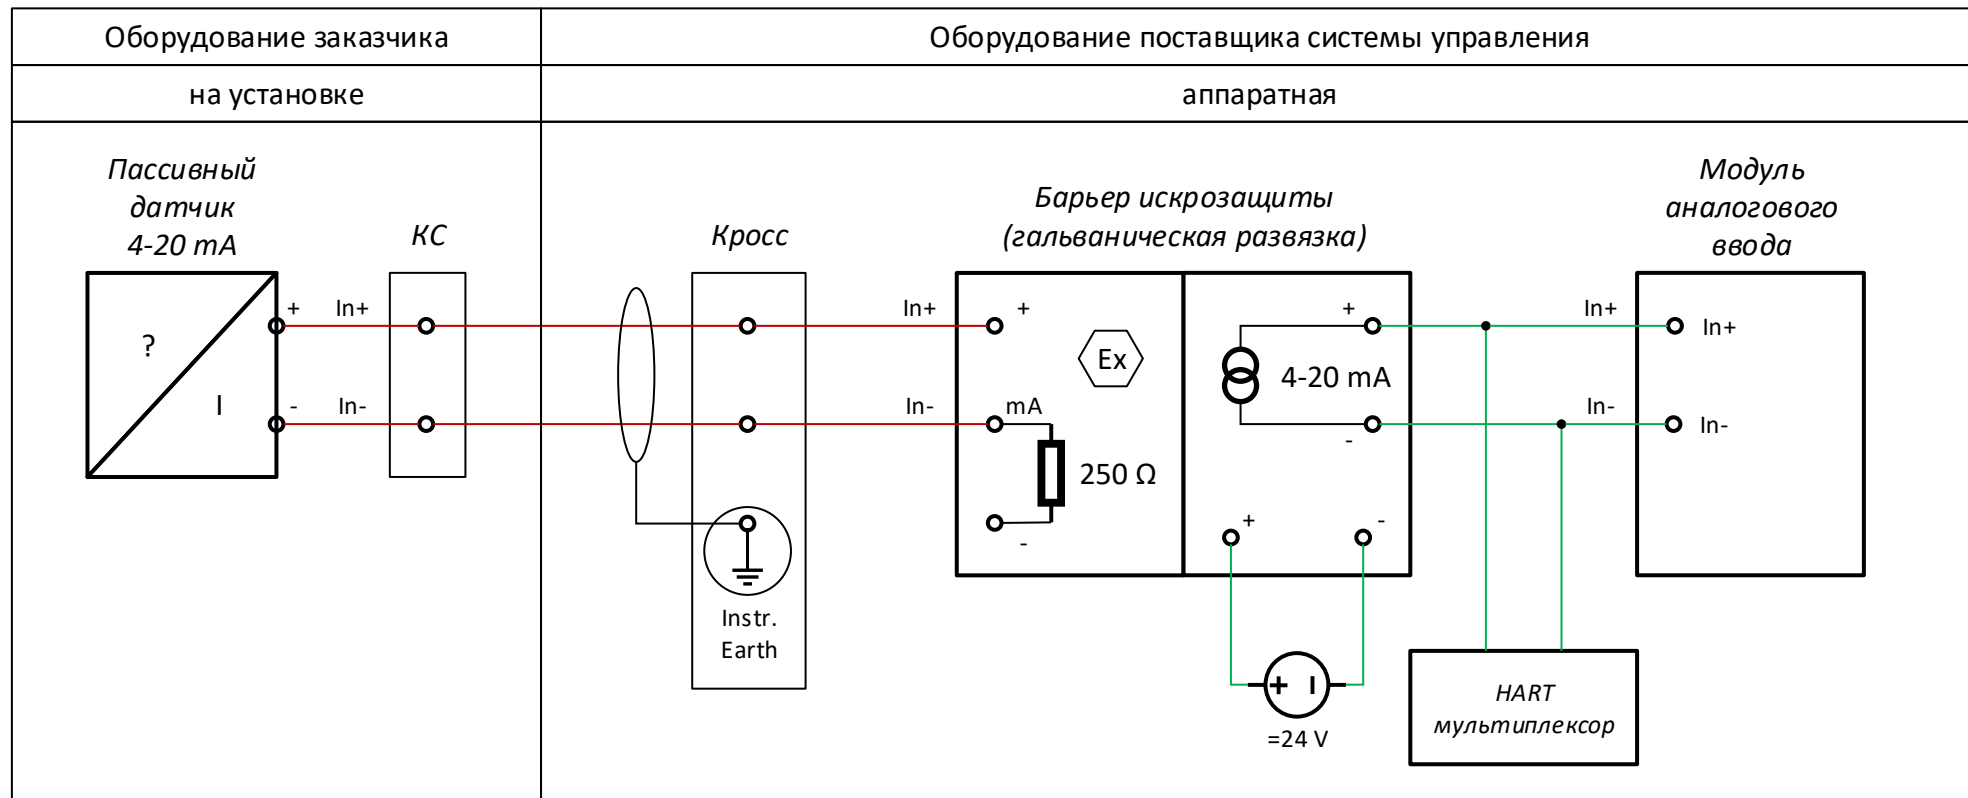 Оборудование заказчика
Оборудование поставщика системы управления
на установке
аппаратная
Пассивный
датчик
4-20 mA
КС
Кросс
Барьер искрозащиты
(гальваническая развязка)
Модуль
аналогового
ввода
+
In+
In+
+
+
In+
In+
?
Ex
4-20 mA
I
-
In-
In-
mA
-
In-
In-
250 Ω
-
+
-
Instr.
Earth
=24 V
HART
мультиплексор